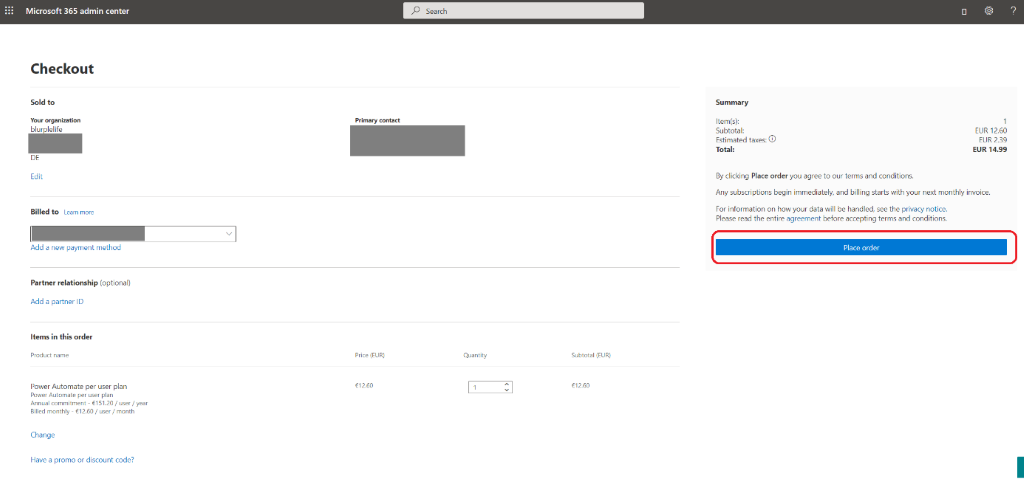 Microsoft 365 admin center
Search
?
Checkout
Sold to
Your organization
blurplelife
DE
Edit
Primary contact
Billed to Learn more
Add a new payment method
Partner relationship (optional)
Add a partner ID
Items in this order
Product name Price (EUR) Quantity Subtotal (EUR)
Power Automate per user plan €12.60 1 €12.60
Power Automate per user plan
Annual commitment - €151.20 / user / year
Billed monthly - €12.60 / user / month
Change
Have a promo or discount code?
Summary
Item(s): 1
Subtotal: EUR 12.60
Estimated taxes: EUR 2.39
Total: EUR 14.99
By clicking Place order you agree to our terms and conditions.
Any subscriptions begin immediately, and billing starts with your next monthly invoice.
For information on how your data will be handled, see the privacy notice.
Please read the entire agreement before accepting terms and conditions.
Place order